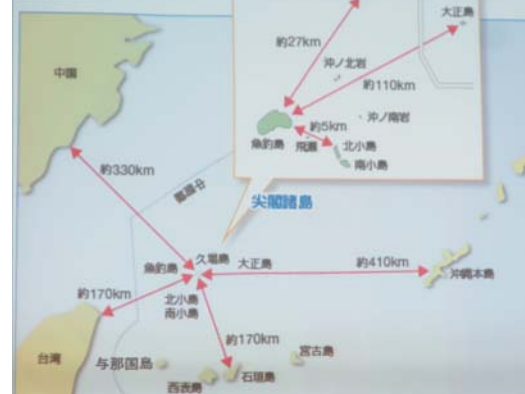 大正島
約27km
沖ノ北岩
約110km
中国
沖ノ南岩
約5km
魚釣島
飛瀬
北小島
南小島
約330km
尖閣諸島
久場島
大正島
魚釣島
約410km
沖縄本島
約170km
北小島
南小島
約170km
宮古島
台湾
与那国島
石垣島
西表島